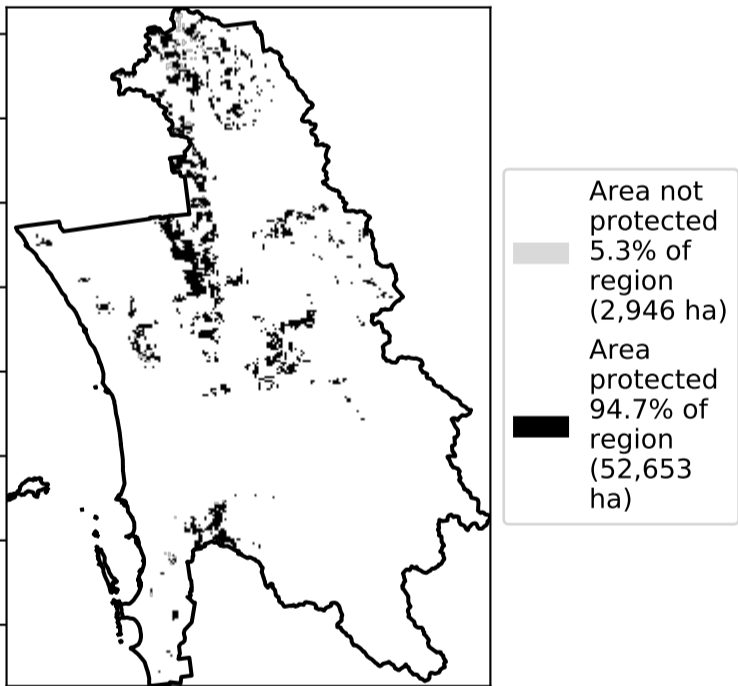 Area not
protected
5.3% of
region
(2,946 ha)
Area
protected
94.7% of
region
(52,653
ha)